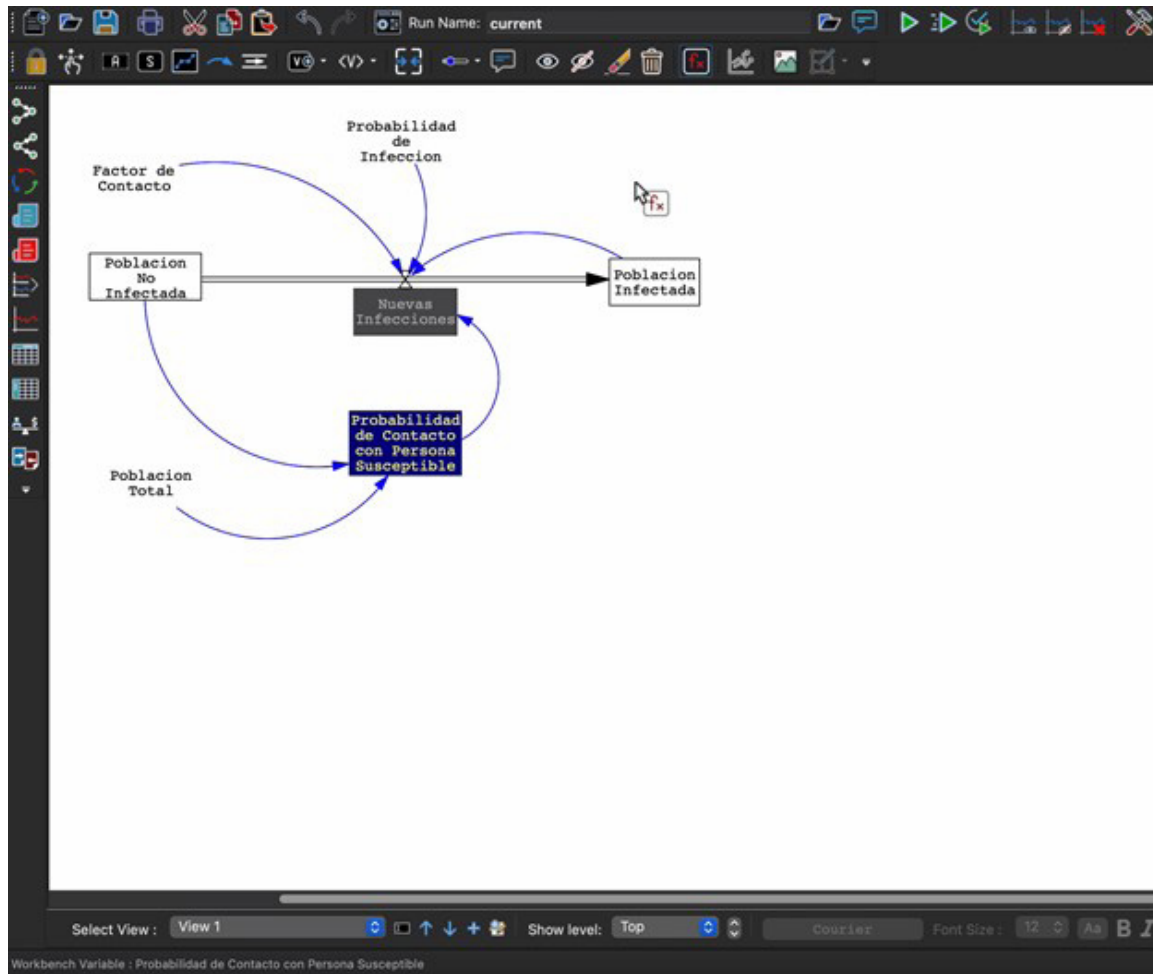 Run Name: current
A
S
Probabilidad
de
Infeccion
Factor de
Contacto
fx
Poblacion
No
Infectada
Poblacion
Infectada
Nuevas
Infecciones
Probabilidad
de Contacto
con Persona
Susceptible
Poblacion
Total
Select View : View 1 Show level: Top Courier Font Size : 12 Aa B I
Workbench Variable : Probabilidad de Contacto con Persona Susceptible